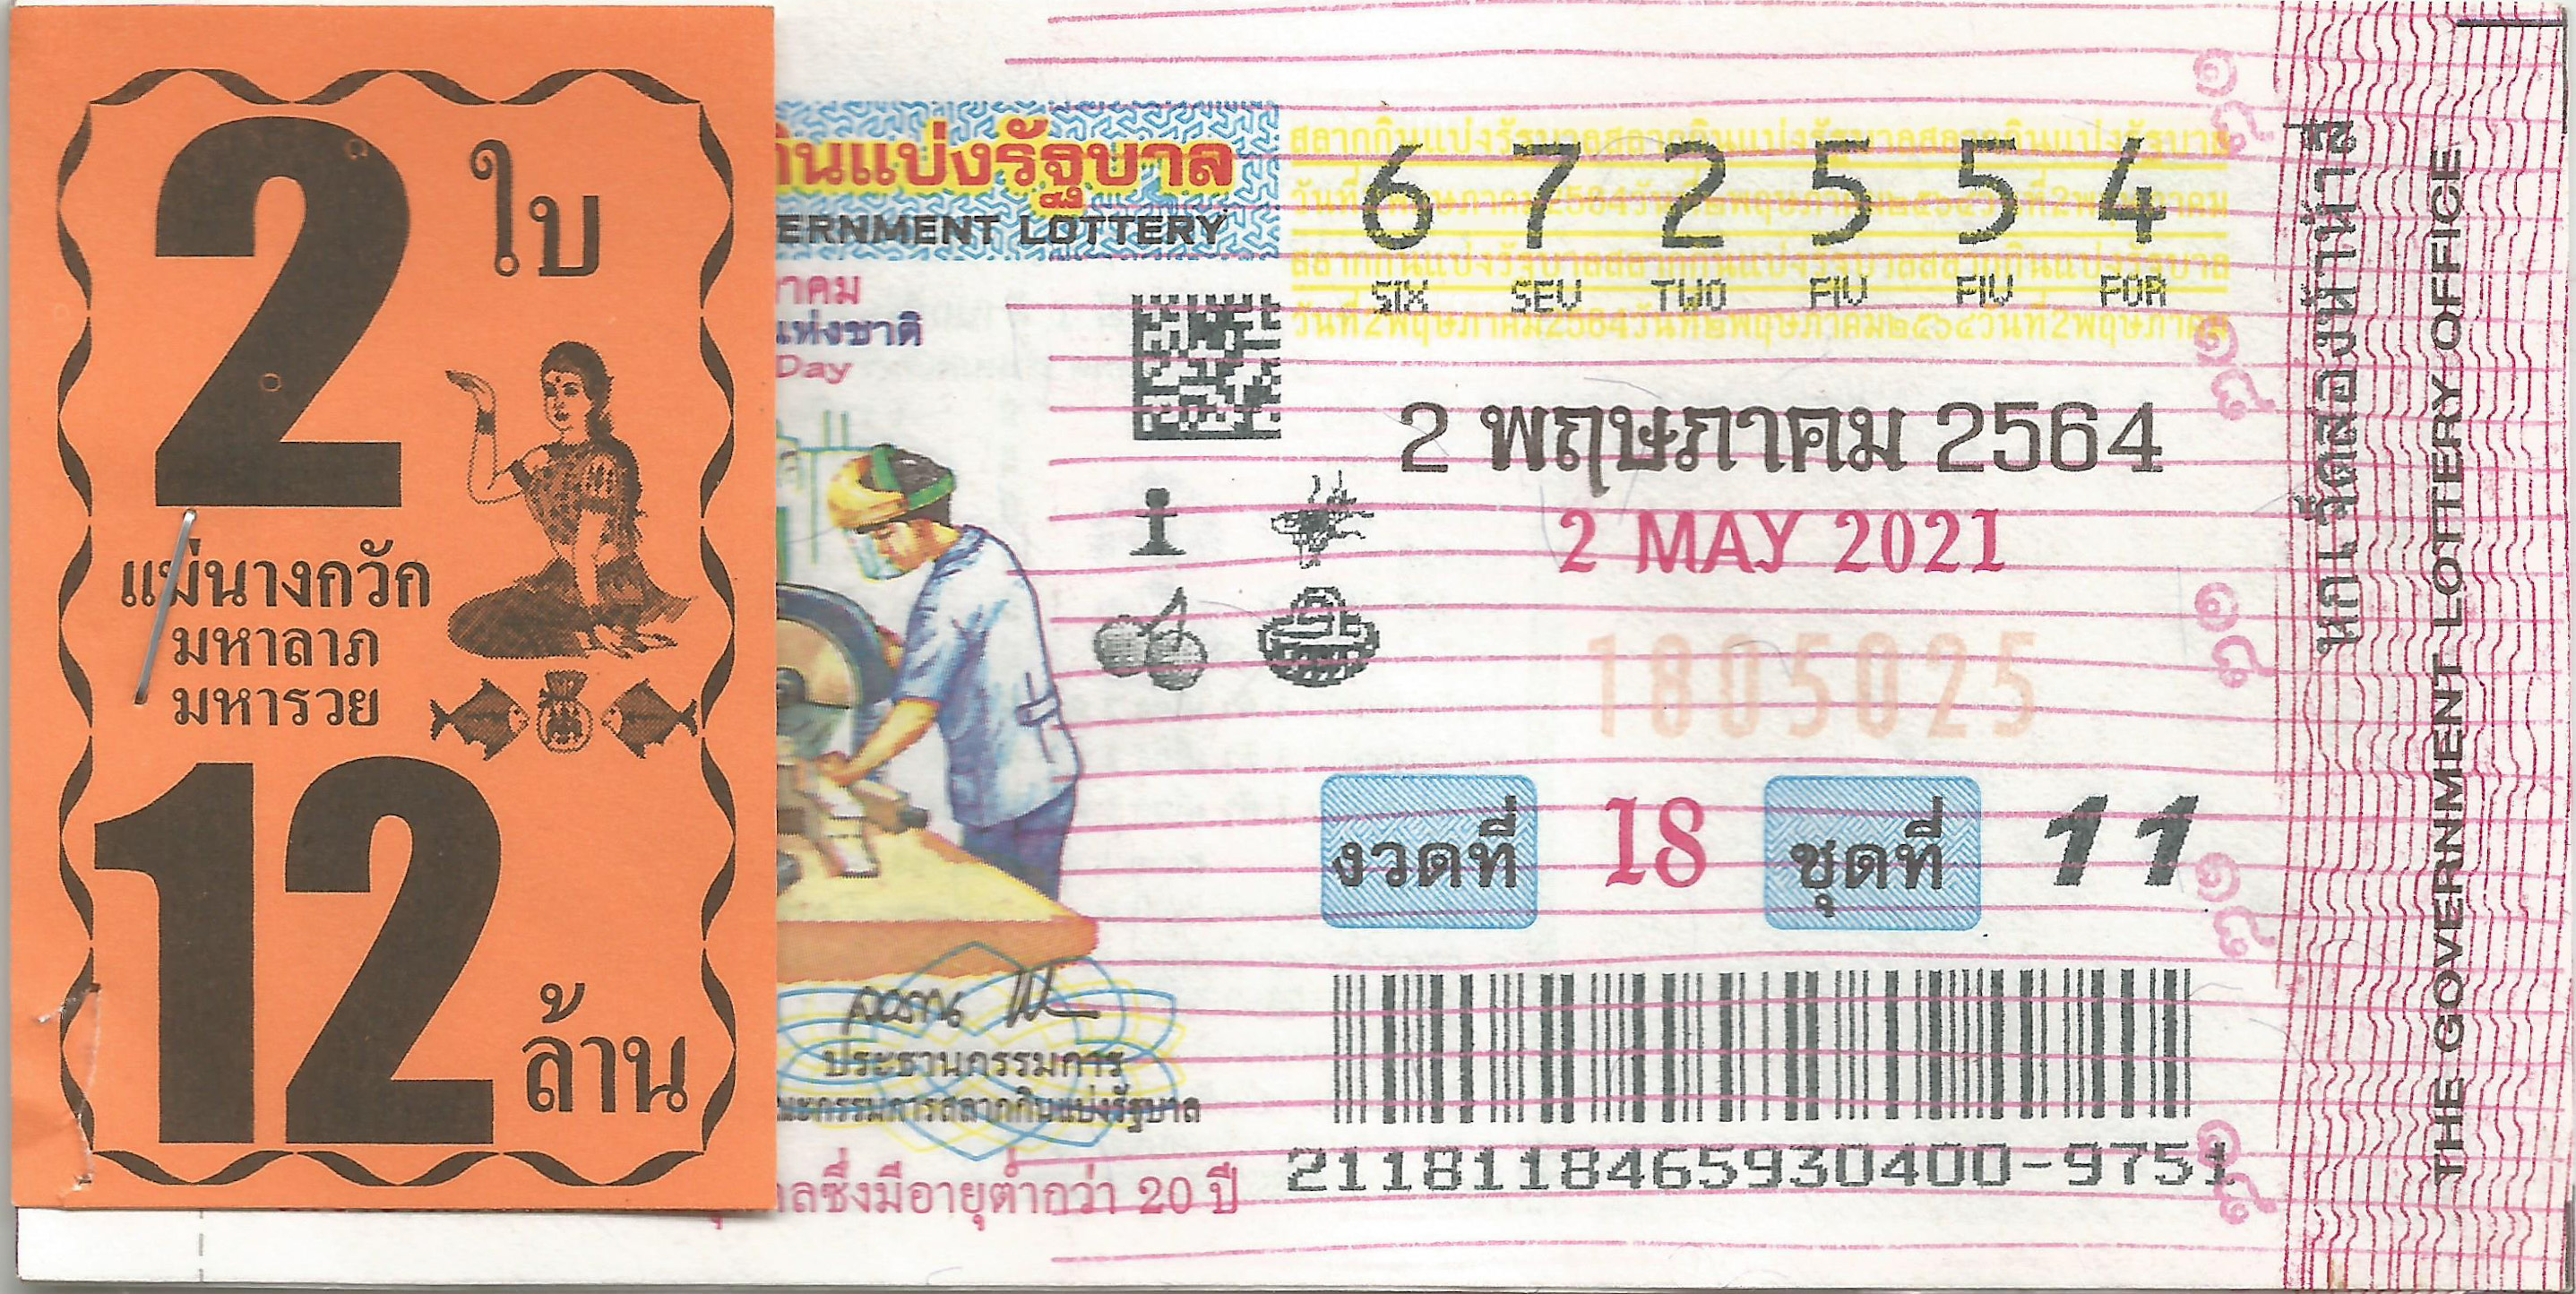 2 ใบ
แม่นางกวัก
มหาลาภ
มหารวย
12 ล้าน
กินแบ่งรัฐบาล
ERNMENT LOTTERY
าคม
แห่งชาติ
Day
ประธานกรรมการ
ณะกรรมการสลากกินแบ่งรัฐบาล
ลซึ่งมีอายุต่ำกว่า 20 ปี
สลากกินแบ่งรัฐบาลสลากกินแบ่งรัฐบาลสลากกินแบ่งรัฐบาล
วันที่2พฤษภาคม2564วันที่๒พฤษภาคม๒๕๖๔วันที่2พฤษภาคม
สลากกินแบ่งรัฐบาลสลากกินแบ่งรัฐบาลสลากกินแบ่งรัฐบาล
วันที่2พฤษภาคม2564วันที่๒พฤษภาคม๒๕๖๔วันที่2พฤษภาคม
6 7 2 5 5 4
SIX SEV TWO FIV FIV FOR
2 พฤษภาคม 2564
2 MAY 2021
1805025
งวดที่ 18 ชุดที่ 11
2118118465930400-9751
๑๘
๑๘
๑๘
๑๘
๑๘
หก เจ็ด สอง ห้า ห้า สี่
THE GOVERNMENT LOTTERY OFFICE